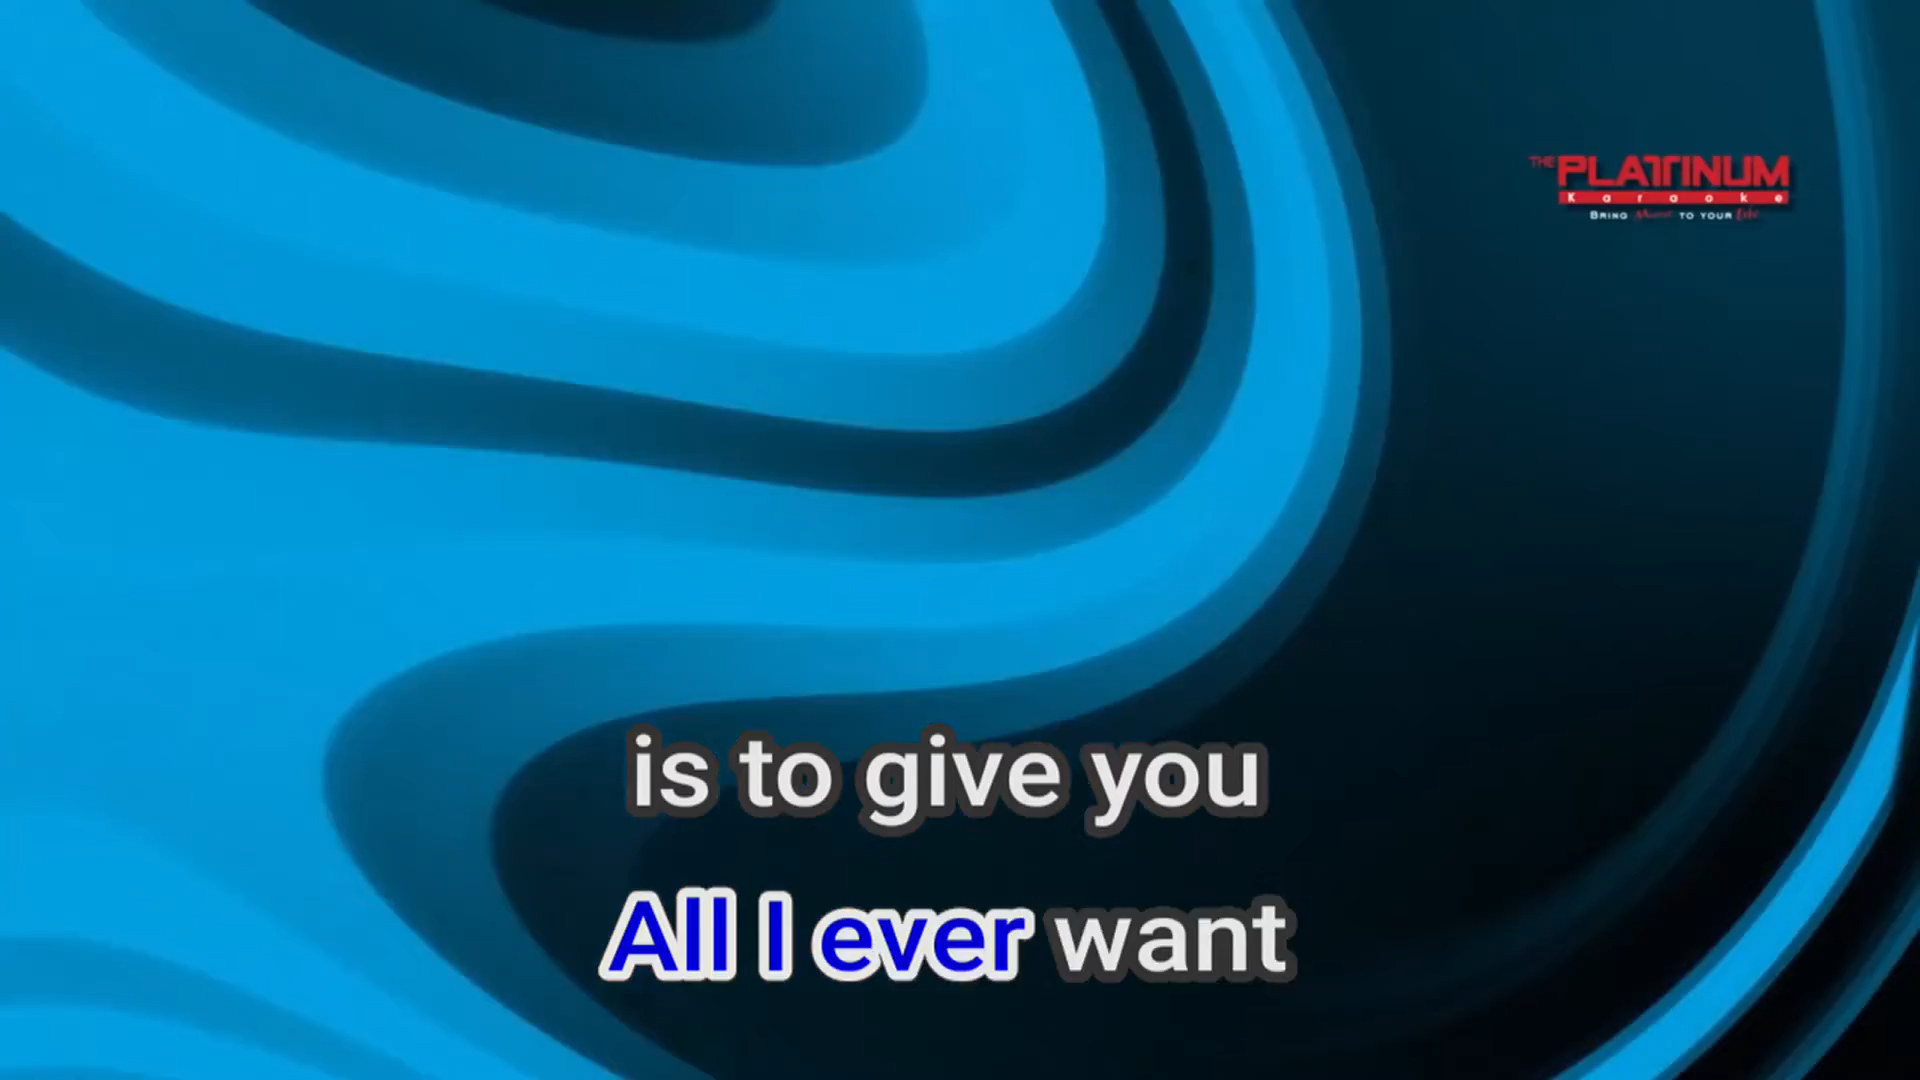 THE PLATINUM
Karaoke
BRING Music TO YOUR Life
is to give you
All I ever want